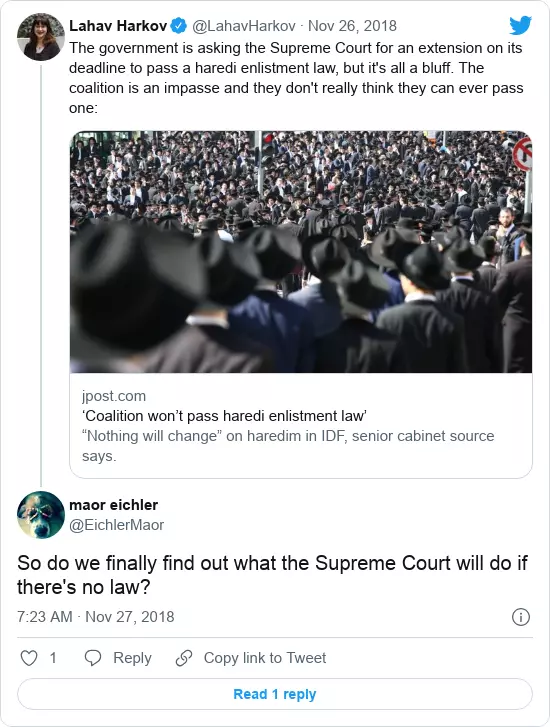 Lahav Harkov @LahavHarkov · Nov 26, 2018
The government is asking the Supreme Court for an extension on its
deadline to pass a haredi enlistment law, but it's all a bluff. The
coalition is an impasse and they don't really think they can ever pass
one:
jpost.com
‘Coalition won’t pass haredi enlistment law’
“Nothing will change” on haredim in IDF, senior cabinet source
says.
maor eichler
@EichlerMaor
So do we finally find out what the Supreme Court will do if
there's no law?
7:23 AM · Nov 27, 2018
1 Reply Copy link to Tweet
Read 1 reply